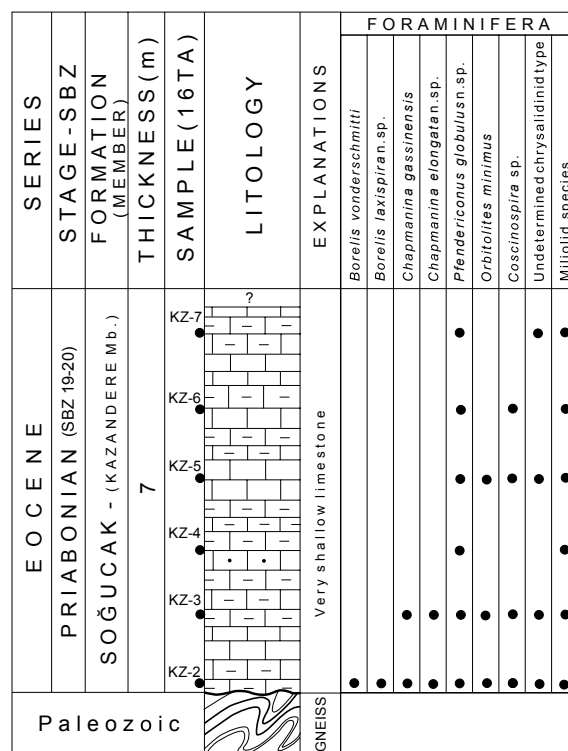 FORAMINIFERA
SERIES
STAGE-SBZ
FORMATION
(MEMBER)
THICKNESS(m)
SAMPLE(16TA)
LITOLOGY
EXPLANATIONS
Borelis vonderschmitti
Borelis laxispira n.sp.
Chapmanina gassinensis
Chapmanina elongata n.sp.
Pfendericonus globulus n.sp.
Orbitolites minimus
Coscinospira sp.
Undetermined chrysalidinid type
Miliolid species
EOCENE
PRIABONIAN (SBZ 19-20)
SOĞUCAK - (KAZANDERE Mb.)
7
?
KZ-7
KZ-6
KZ-5
KZ-4
KZ-3
KZ-2
Very shallow limestone
Paleozoic
GNEISS